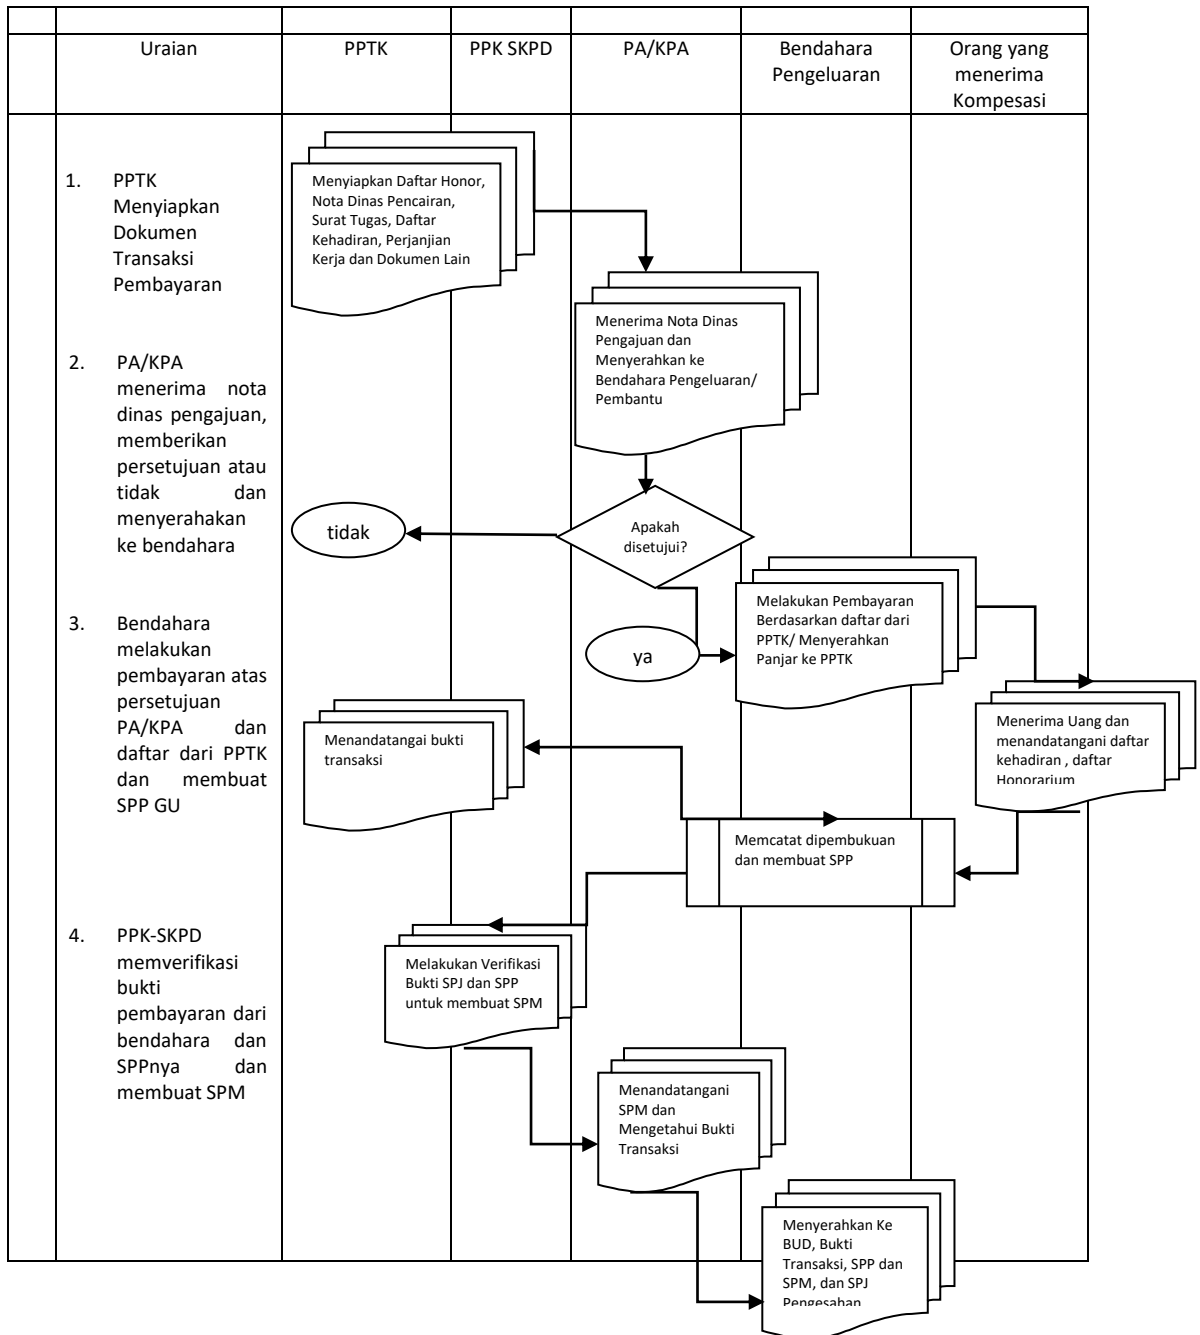 Uraian
PPTK
PPK SKPD
PA/KPA
Bendahara
Pengeluaran
Orang yang
menerima
Kompesasi
1. PPTK
Menyiapkan
Dokumen
Transaksi
Pembayaran
Menyiapkan Daftar Honor,
Nota Dinas Pencairan,
Surat Tugas, Daftar
Kehadiran, Perjanjian
Kerja dan Dokumen Lain
Menerima Nota Dinas
Pengajuan dan
Menyerahkan ke
Bendahara Pengeluaran/
Pembantu
2. PA/KPA
menerima nota
dinas pengajuan,
memberikan
persetujuan atau
tidak dan
menyerahakan
ke bendahara
tidak
Apakah
disetujui?
ya
Melakukan Pembayaran
Berdasarkan daftar dari
PPTK/ Menyerahkan
Panjar ke PPTK
3. Bendahara
melakukan
pembayaran atas
persetujuan
PA/KPA dan
daftar dari PPTK
dan membuat
SPP GU
Menerima Uang dan
menandatangani daftar
kehadiran , daftar
Honorarium
Menandatangai bukti
transaksi
Memcatat dipembukuan
dan membuat SPP
4. PPK-SKPD
memverifikasi
bukti
pembayaran dari
bendahara dan
SPPnya dan
membuat SPM
Melakukan Verifikasi
Bukti SPJ dan SPP
untuk membuat SPM
Menandatangani
SPM dan
Mengetahui Bukti
Transaksi
Menyerahkan Ke
BUD, Bukti
Transaksi, SPP dan
SPM, dan SPJ
Pengesahan